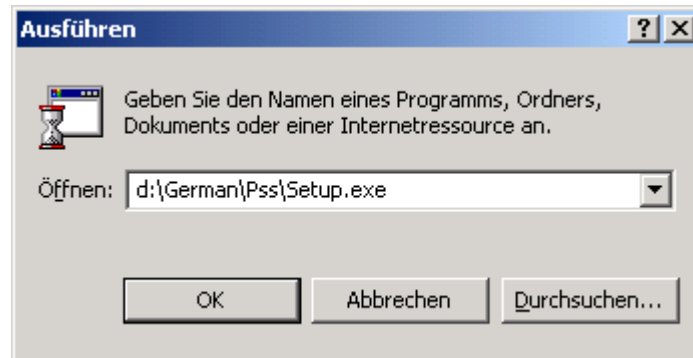 Ausführen
Geben Sie den Namen eines Programms, Ordners,
Dokuments oder einer Internetressource an.
Öffnen: d:\German\Pss\Setup.exe
OK Abbrechen Durchsuchen...